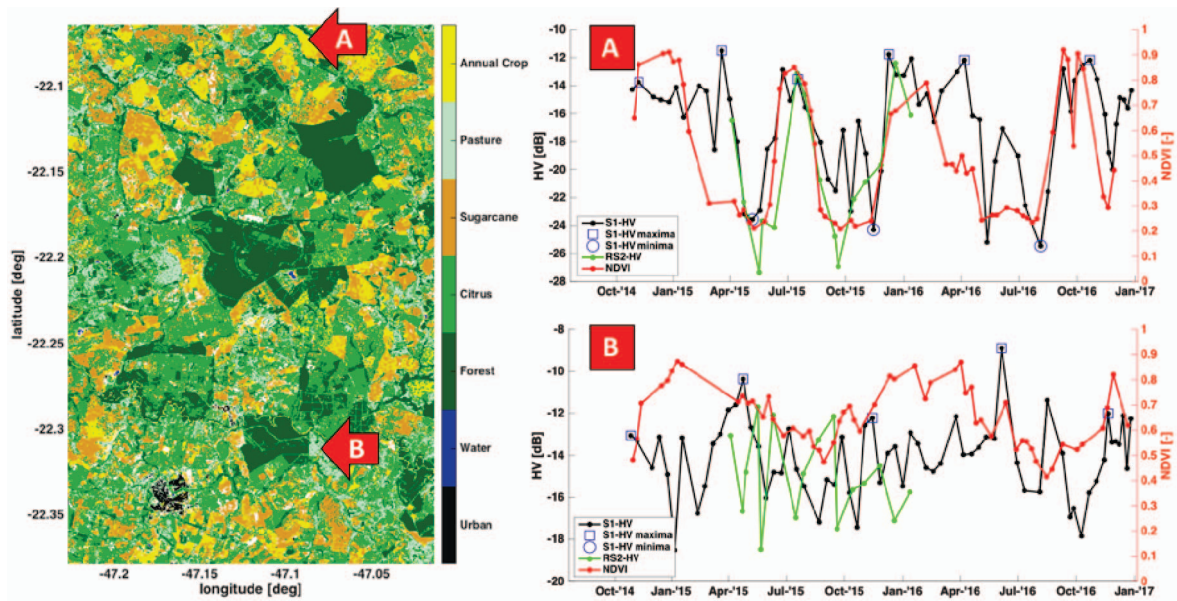 A
B
latitude [deg]
-22.1
-22.15
-22.2
-22.25
-22.3
-22.35
-47.2
-47.15
-47.1
-47.05
longitude [deg]
Annual Crop
Pasture
Sugarcane
Citrus
Forest
Water
Urban
A
HV [dB]
-10
-12
-14
-16
-18
-20
-22
-24
-26
-28
S1-HV
S1-HV maxima
S1-HV minima
RS2-HV
NDVI
Oct-'14
Jan-'15
Apr-'15
Jul-'15
Oct-'15
Jan-'16
Apr-'16
Jul-'16
Oct-'16
Jan-'17
1
0.9
0.8
0.7
0.6
0.5
0.4
0.3
0.2
0.1
0
NDVI [-]
B
HV [dB]
-8
-10
-12
-14
-16
-18
-20
S1-HV
S1-HV maxima
S1-HV minima
RS2-HV
NDVI
Oct-'14
Jan-'15
Apr-'15
Jul-'15
Oct-'15
Jan-'16
Apr-'16
Jul-'16
Oct-'16
Jan-'17
1
0.9
0.8
0.7
0.6
0.5
0.4
0.3
0.2
0.1
0
NDVI [-]